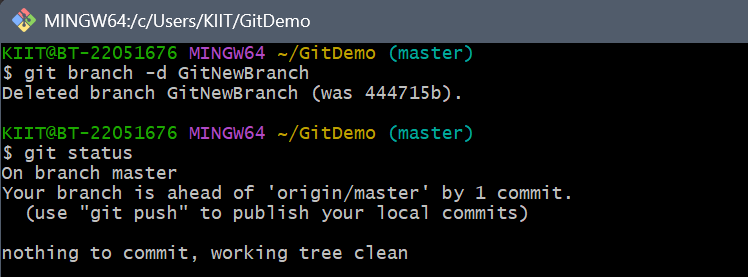 MINGW64:/c/Users/KIIT/GitDemo
KIIT@BT-22051676 MINGW64 ~/GitDemo (master)
$ git branch -d GitNewBranch
Deleted branch GitNewBranch (was 444715b).
KIIT@BT-22051676 MINGW64 ~/GitDemo (master)
$ git status
On branch master
Your branch is ahead of 'origin/master' by 1 commit.
  (use "git push" to publish your local commits)
nothing to commit, working tree clean